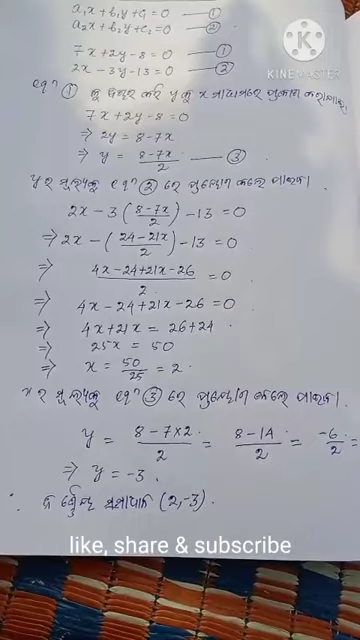 a₁x + b₁y + c₁ = 0 — ①
a₂x + b₂y + c₂ = 0 — ②
7x + 2y - 8 = 0 — ①
2x - 3y - 13 = 0 — ②
KINEMASTER
eqⁿ ① କୁ ବିଚାର କରି y କୁ x ମାଧ୍ୟମରେ ପ୍ରକାଶ
7x + 2y - 8 = 0
⇒ 2y = 8 - 7x
⇒ y = (8 - 7x)/2 — ③
y ର ମୂଲ୍ୟକୁ eqⁿ ② ରେ ପ୍ରୟୋଗ କଲେ ପାଇବା।
2x - 3((8 - 7x)/2) - 13 = 0
⇒ 2x - ((24 - 21x)/2) - 13 = 0
⇒ (4x - 24 + 21x - 26)/2 = 0
⇒ 4x - 24 + 21x - 26 = 0
⇒ 4x + 21x = 26 + 24
⇒ 25x = 50
⇒ x = 50/25 = 2
x ର ମୂଲ୍ୟକୁ eqⁿ ③ ରେ ପ୍ରୟୋଗ କଲେ ପାଇବା।
y = (8 - 7×2)/2 = (8 - 14)/2 = -6/2 =
⇒ y = -3.
∴ ନିର୍ଣ୍ଣେୟ ସମାଧାନ (2, -3).
like, share & subscribe